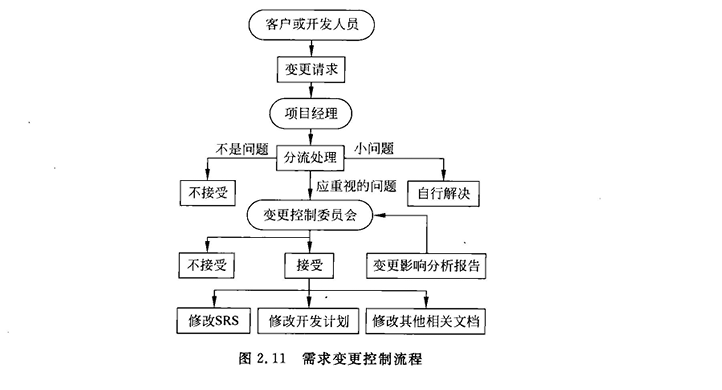 客户或开发人员
变更请求
项目经理
不是问题
分流处理
小问题
不接受
应重视的问题
自行解决
变更控制委员会
不接受
接受
变更影响分析报告
修改SRS
修改开发计划
修改其他相关文档
图 2.11 需求变更控制流程